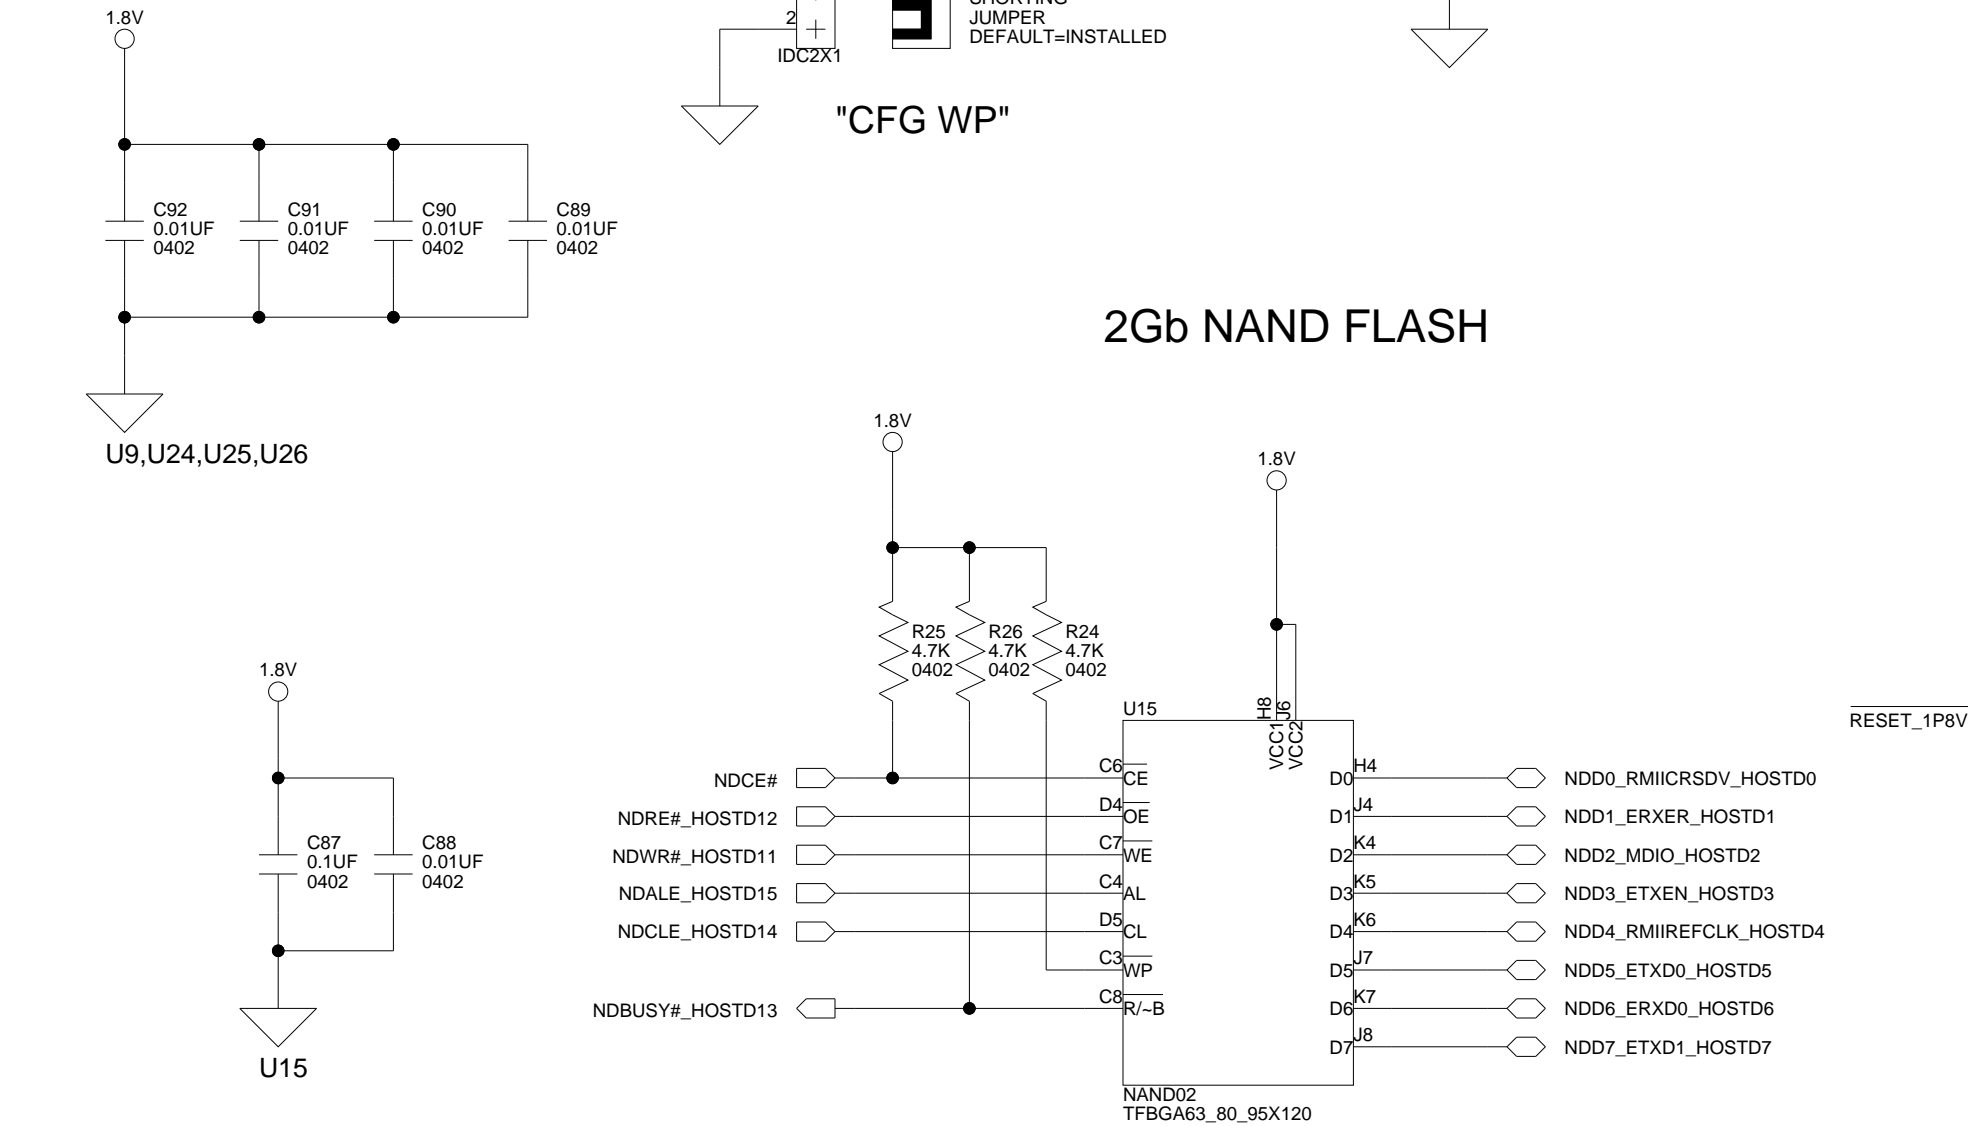 1.8V
2
IDC2X1
SHORTING
JUMPER
DEFAULT=INSTALLED
"CFG WP"
C92
0.01UF
0402
C91
0.01UF
0402
C90
0.01UF
0402
C89
0.01UF
0402
U9,U24,U25,U26
2Gb NAND FLASH
1.8V
1.8V
R25
4.7K
0402
R26
4.7K
0402
R24
4.7K
0402
1.8V
C87
0.1UF
0402
C88
0.01UF
0402
U15
U15
H8
J6
VCC1
VCC2
RESET_1P8V
NDCE#
C6
CE
NDRE#_HOSTD12
D4
OE
NDWR#_HOSTD11
C7
WE
NDALE_HOSTD15
C4
AL
NDCLE_HOSTD14
D5
CL
C3
WP
NDBUSY#_HOSTD13
C8
R/~B
D0
H4
NDD0_RMIICRSDV_HOSTD0
D1
J4
NDD1_ERXER_HOSTD1
D2
K4
NDD2_MDIO_HOSTD2
D3
K5
NDD3_ETXEN_HOSTD3
D4
K6
NDD4_RMIIREFCLK_HOSTD4
D5
J7
NDD5_ETXD0_HOSTD5
D6
K7
NDD6_ERXD0_HOSTD6
D7
J8
NDD7_ETXD1_HOSTD7
NAND02
TFBGA63_80_95X120